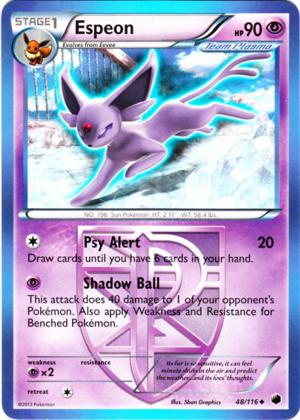 STAGE1 Espeon HP 90
Evolves from Eevee
Team Plasma
NO. 196 Sun Pokémon HT. 2'11" WT. 58.4 lbs.
Psy Alert 20
Draw cards until you have 6 cards in your hand.
Shadow Ball
This attack does 40 damage to 1 of your opponent's
Pokémon. Also apply Weakness and Resistance for
Benched Pokémon.
weakness resistance
×2
retreat
Its fur is so sensitive, it can feel
minute shifts in the air and predict
the weather...and its foes' thoughts.
©2013 Pokémon
Illus. 5ban Graphics
48/116